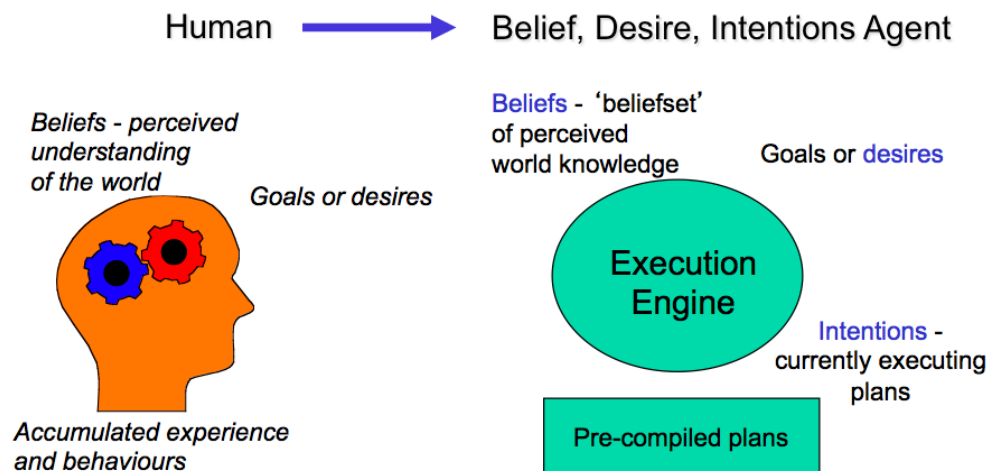 Human
Belief, Desire, Intentions Agent
Beliefs - perceived
understanding
of the world
Goals or desires
Accumulated experience
and behaviours
Beliefs - ‘beliefset’
of perceived
world knowledge
Goals or desires
Execution
Engine
Intentions -
currently executing
plans
Pre-compiled plans